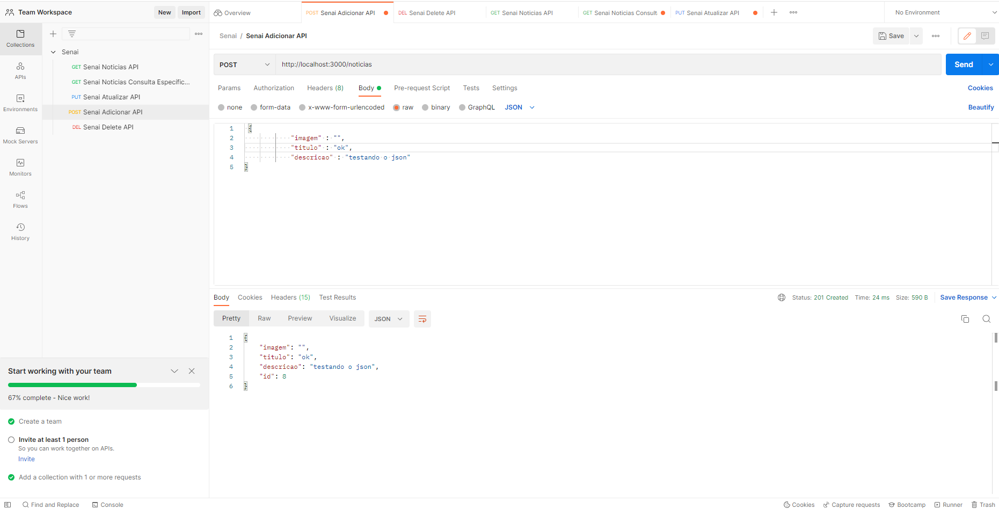 Team Workspace
New
Import
Overview
POST Senai Adicionar API
DEL Senai Delete API
GET Senai Noticias API
GET Senai Noticias Consult
PUT Senai Atualizar API
No Environment
Collections
APIs
Environments
Mock Servers
Monitors
Flows
History
Senai
GET Senai Noticias API
GET Senai Noticias Consulta Específic...
PUT Senai Atualizar API
POST Senai Adicionar API
DEL Senai Delete API
Senai / Senai Adicionar API
Save
POST
http://localhost:3000/noticias
Send
Params
Authorization
Headers (8)
Body
Pre-request Script
Tests
Settings
Cookies
none
form-data
x-www-form-urlencoded
raw
binary
GraphQL
JSON
Beautify
1 {
2 "imagem" : "",
3 "titulo" : "ok",
4 "descricao" : "testando o json"
5 }
Body
Cookies
Headers (15)
Test Results
Status: 201 Created
Time: 24 ms
Size: 590 B
Save Response
Pretty
Raw
Preview
Visualize
JSON
1 {
2 "imagem": "",
3 "titulo": "ok",
4 "descricao": "testando o json",
5 "id": 8
6 }
Start working with your team
67% complete - Nice work!
Create a team
Invite at least 1 person
So you can work together on APIs.
Invite
Add a collection with 1 or more requests
Find and Replace
Console
Cookies
Capture requests
Bootcamp
Runner
Trash